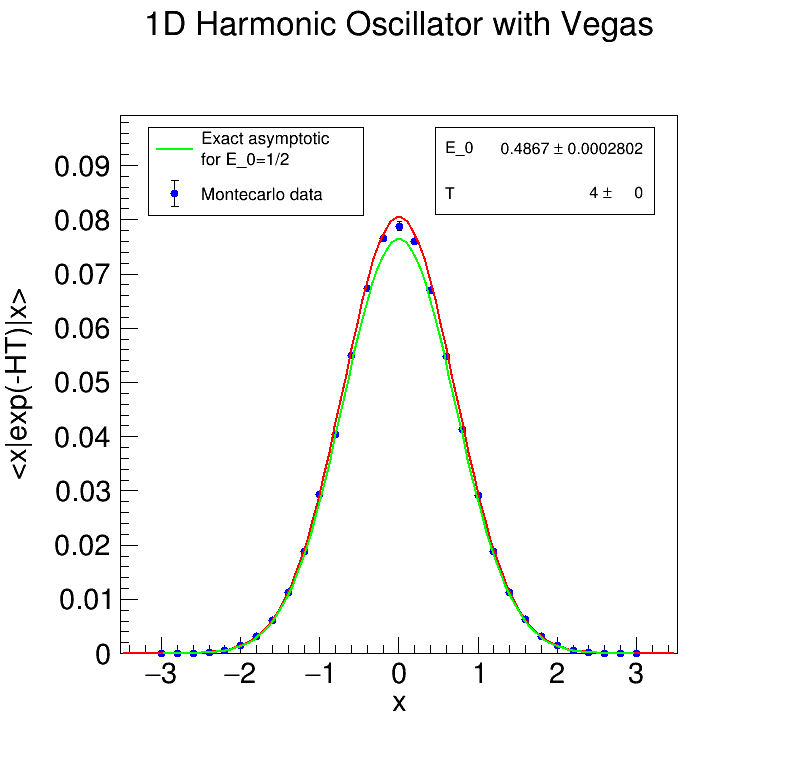 1D Harmonic Oscillator with Vegas
Exact asymptotic
for E_0=1/2
Montecarlo data
E_0 0.4867 ± 0.0002802
T 4 ± 0
<x|exp(-HT)|x>
0.09
0.08
0.07
0.06
0.05
0.04
0.03
0.02
0.01
0
−3 −2 −1 0 1 2 3
x